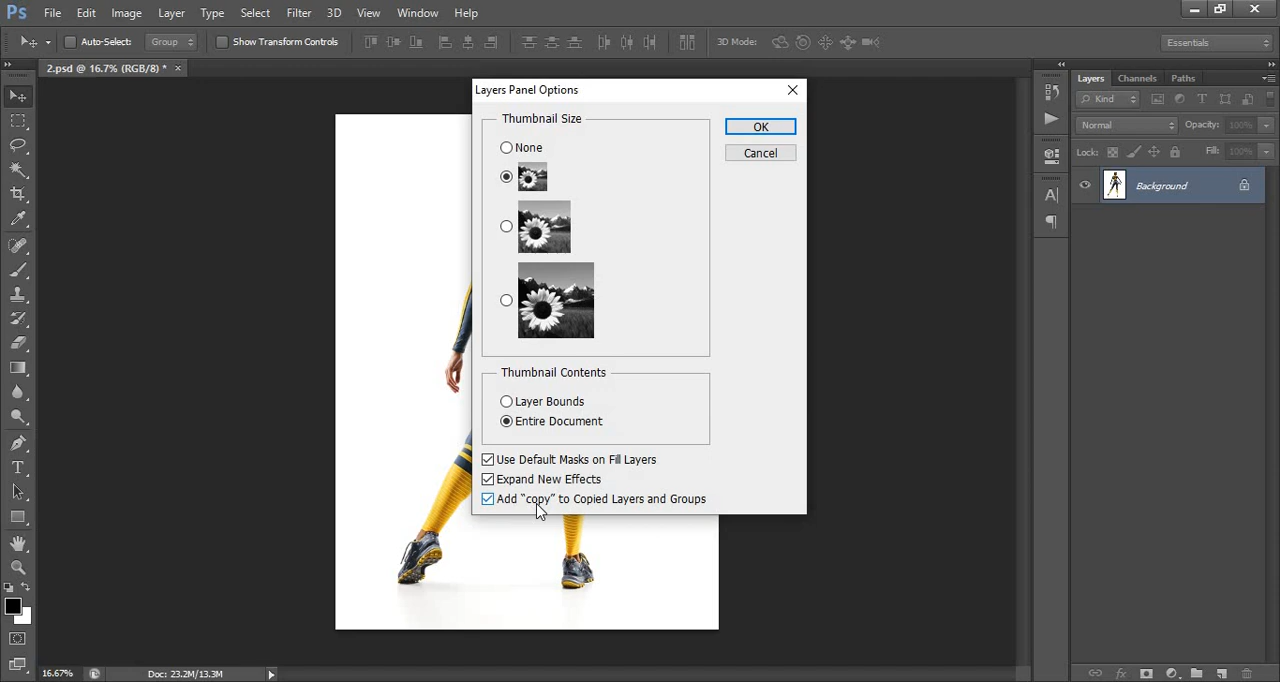 Ps File Edit Image Layer Type Select Filter 3D View Window Help
Auto-Select: Group Show Transform Controls 3D Mode: Essentials
2.psd @ 16.7% (RGB/8) * ×
Layers Panel Options
Thumbnail Size
None
OK
Cancel
Thumbnail Contents
Layer Bounds
Entire Document
Use Default Masks on Fill Layers
Expand New Effects
Add “copy” to Copied Layers and Groups
Layers Channels Paths
Kind
Normal Opacity: 100%
Lock: Fill: 100%
Background
A
T
T
fx
16.67% Doc: 23.2M/13.3M